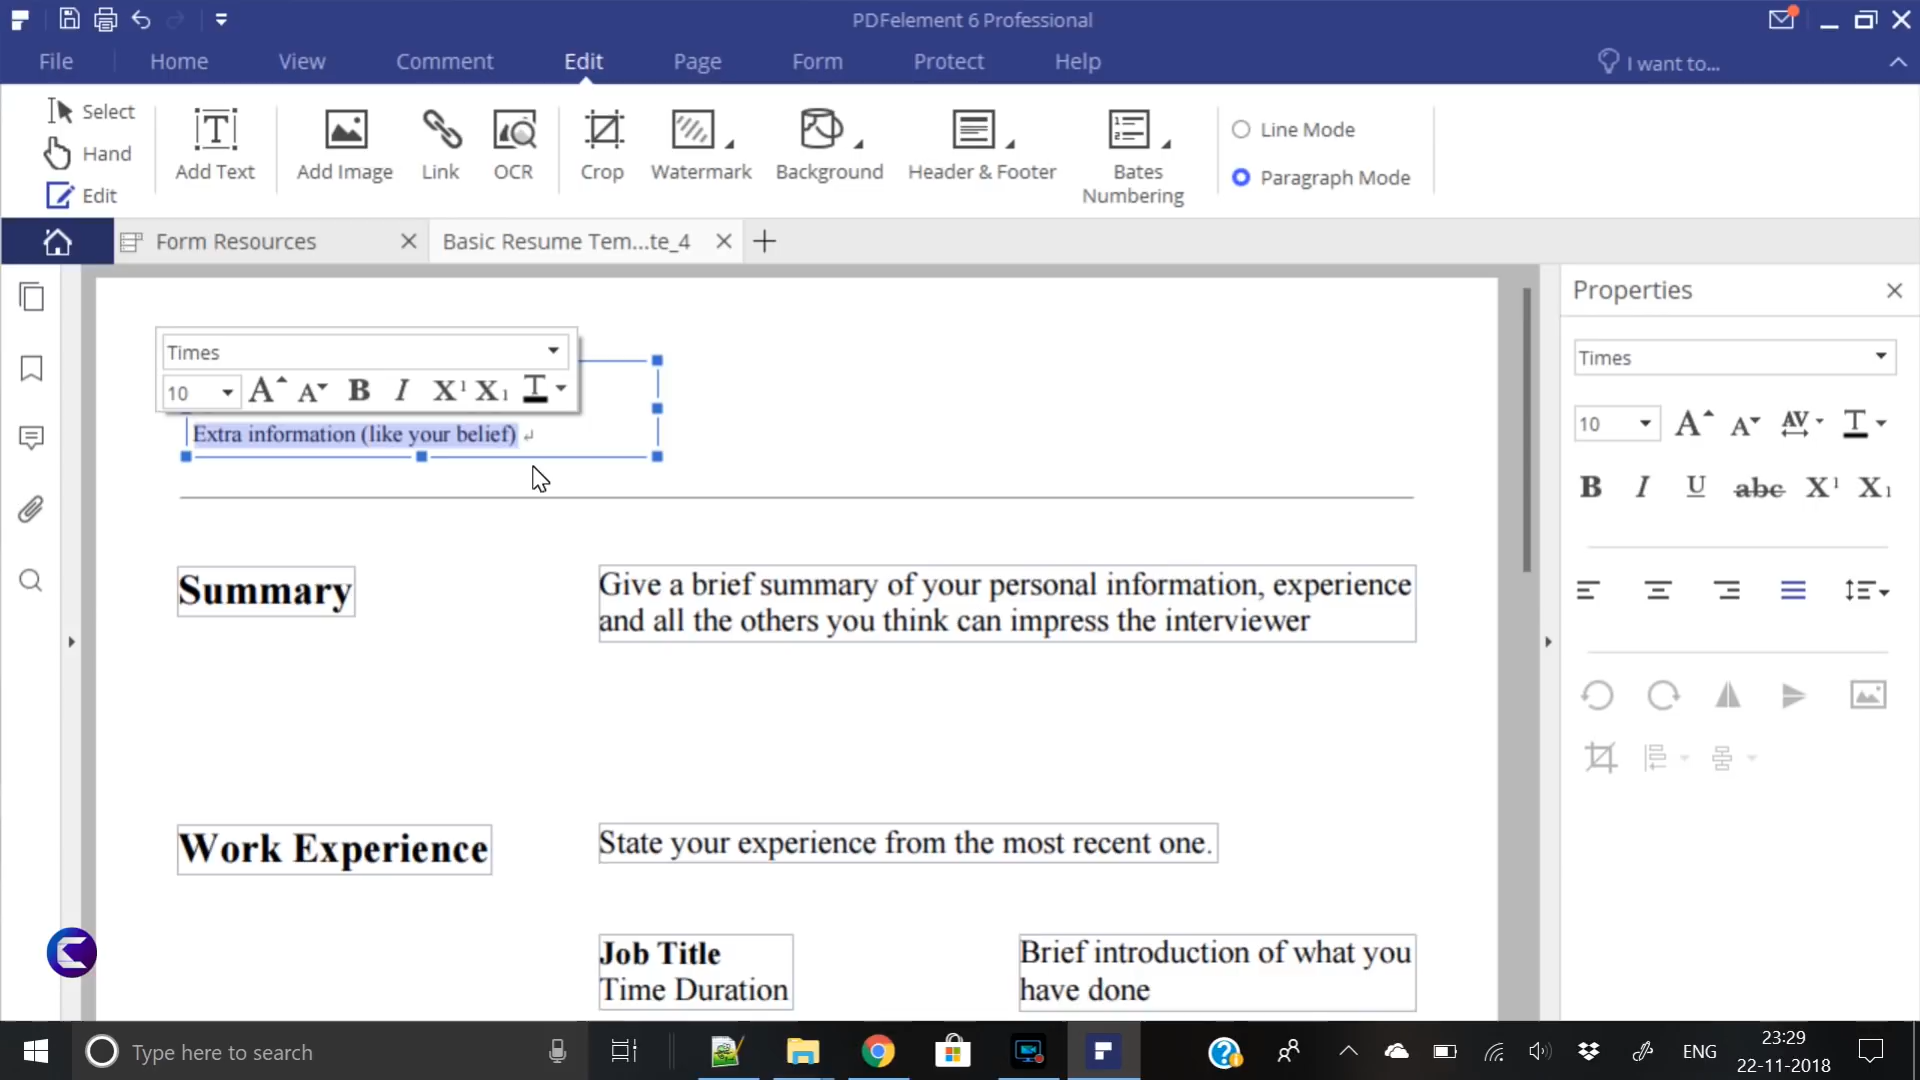 PDFelement 6 Professional
File Home View Comment Edit Page Form Protect Help I want to...
Select
Hand
Edit
Add Text
Add Image
Link
OCR
Crop
Watermark
Background
Header & Footer
Bates
Numbering
Line Mode
Paragraph Mode
Form Resources
Basic Resume Tem...te_4
Properties
Times
10
Times
10
Extra information (like your belief)
Summary
Give a brief summary of your personal information, experience
and all the others you think can impress the interviewer
Work Experience
State your experience from the most recent one.
Job Title
Time Duration
Brief introduction of what you
have done
Type here to search
ENG
23:29
22-11-2018